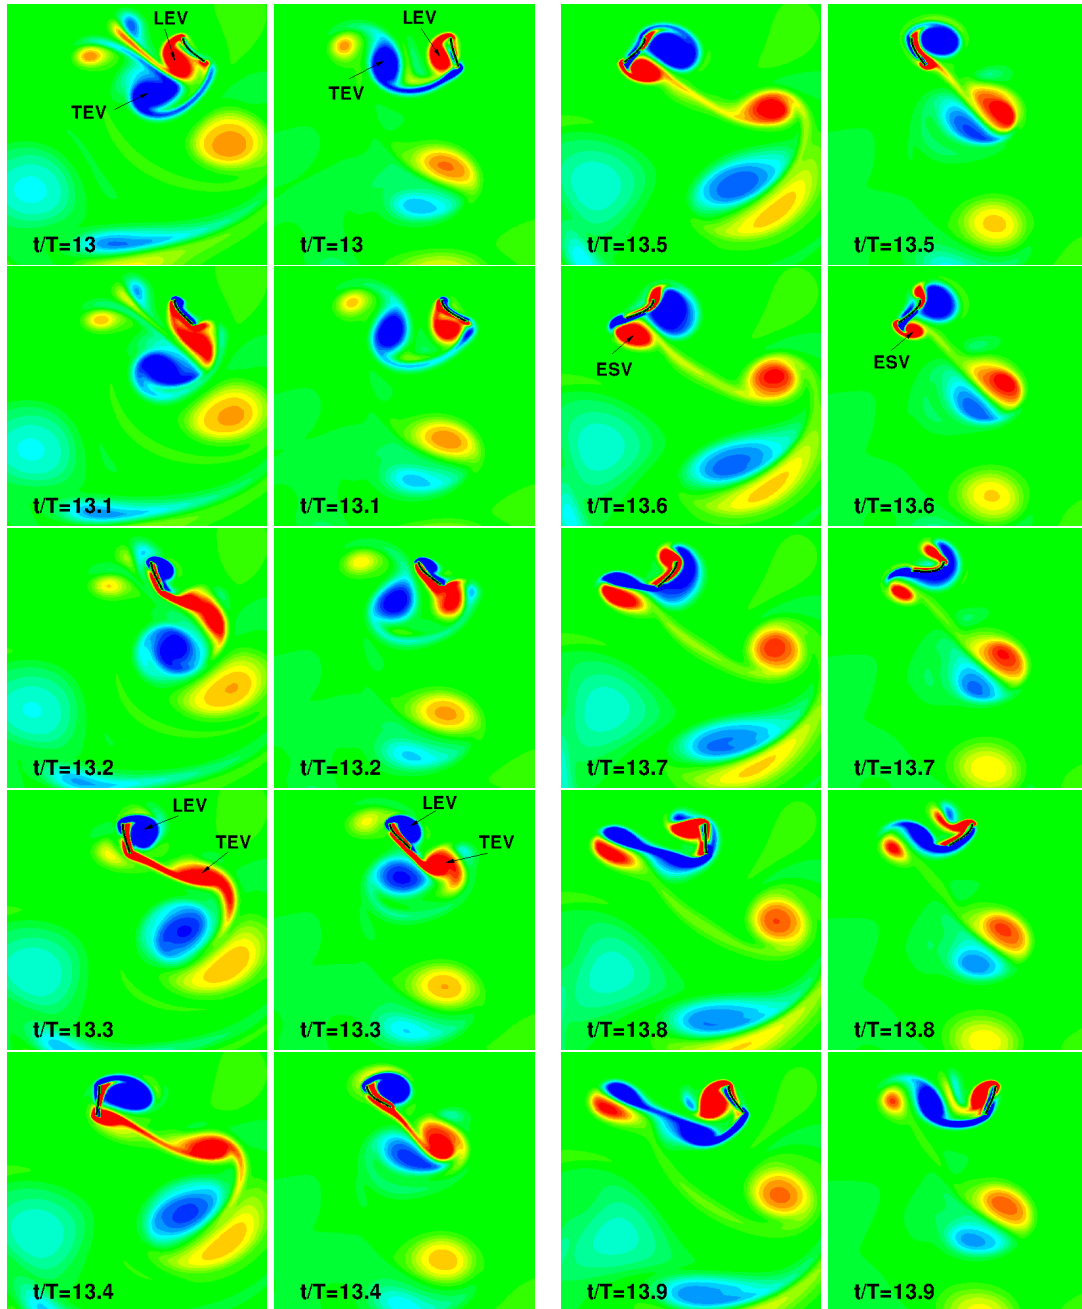 LEV
TEV
t/T=13
LEV
TEV
t/T=13
t/T=13.5
t/T=13.5
t/T=13.1
t/T=13.1
ESV
t/T=13.6
ESV
t/T=13.6
t/T=13.2
t/T=13.2
t/T=13.7
t/T=13.7
LEV
TEV
t/T=13.3
LEV
TEV
t/T=13.3
t/T=13.8
t/T=13.8
t/T=13.4
t/T=13.4
t/T=13.9
t/T=13.9